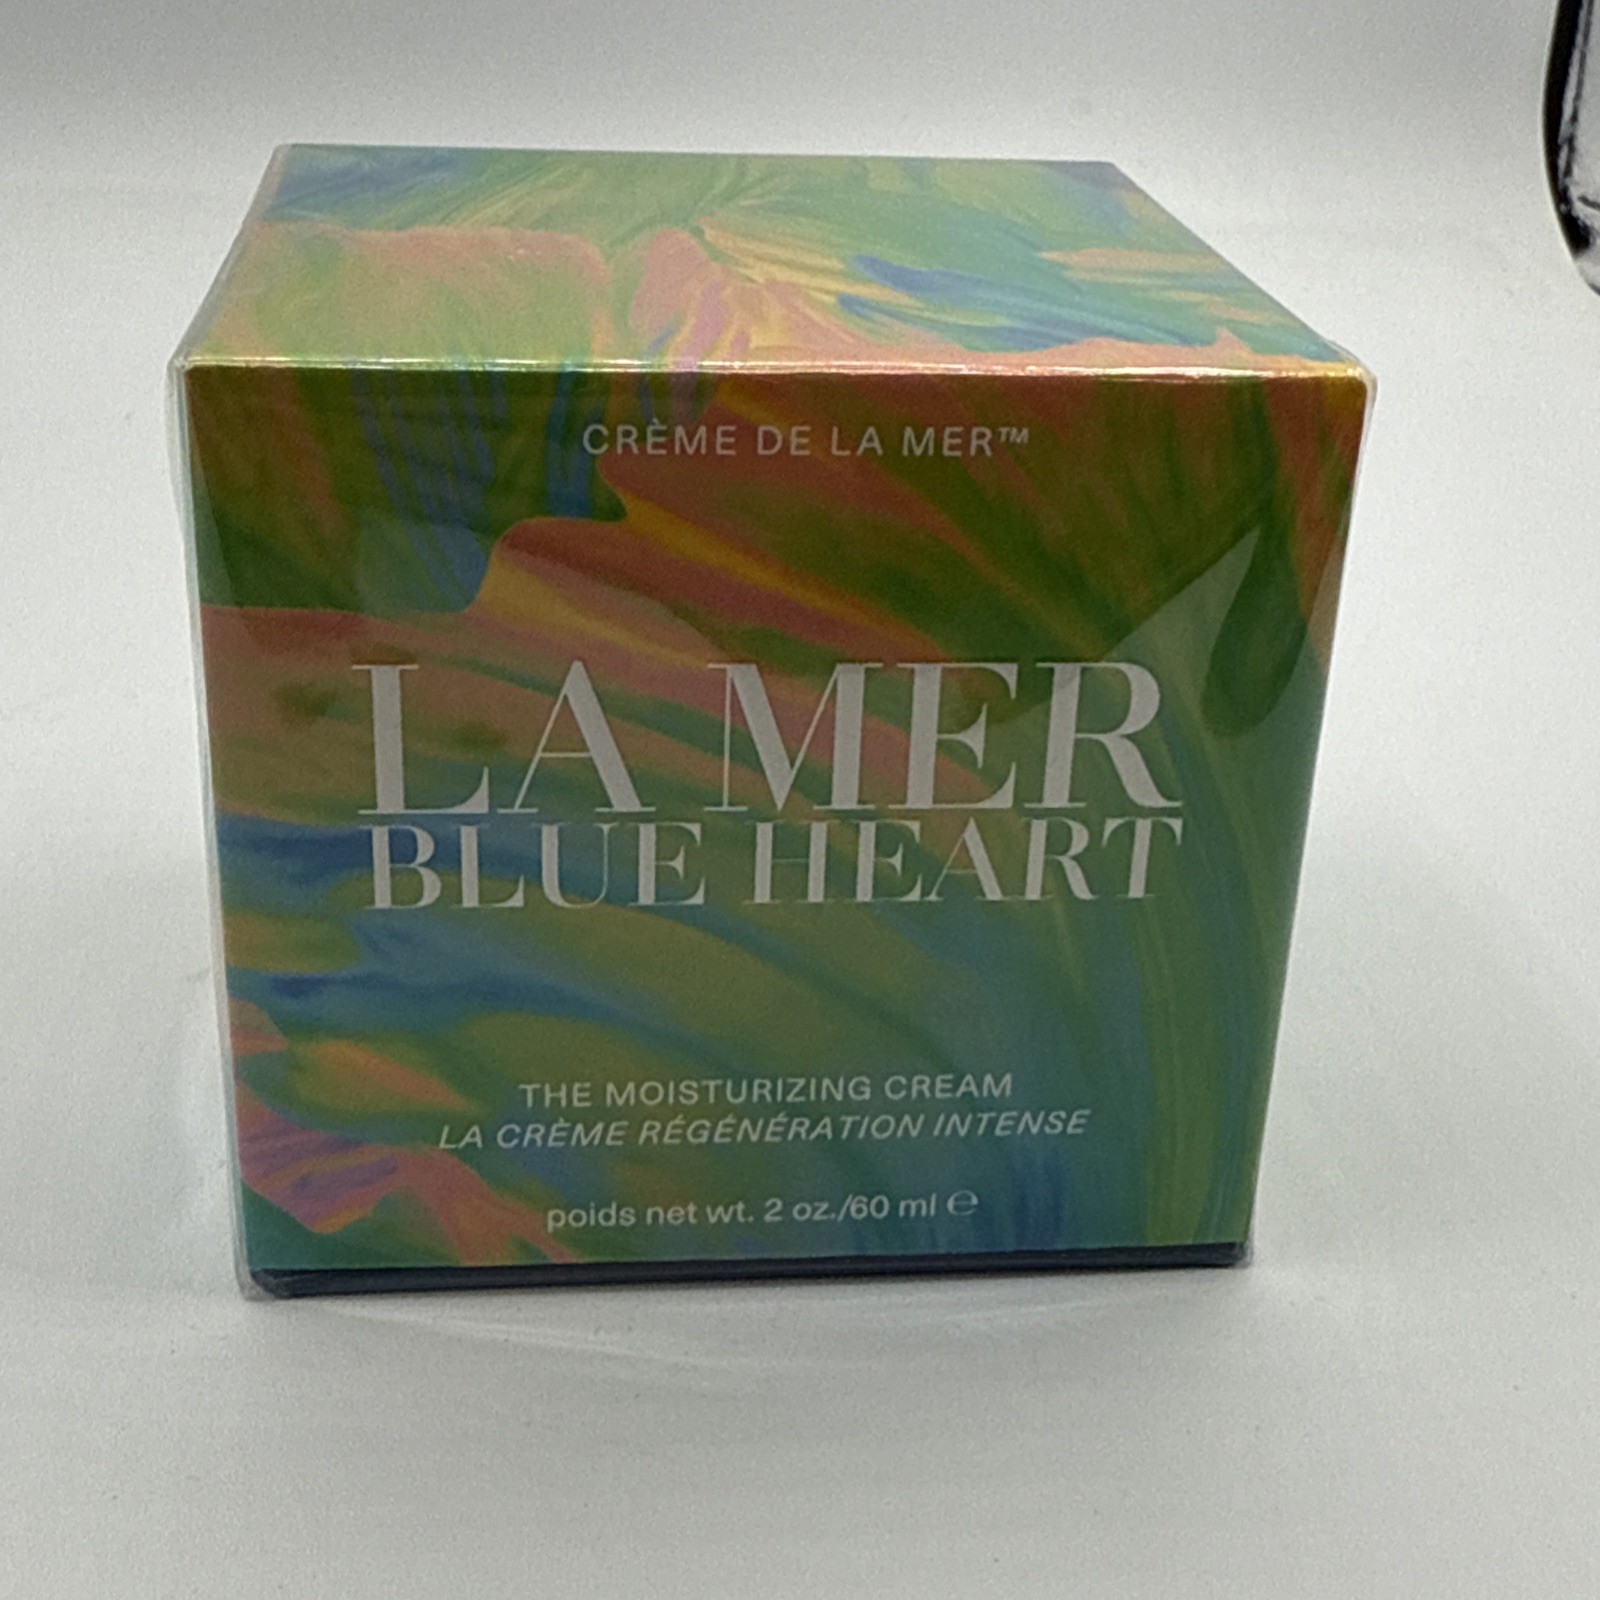 CRÈME DE LA MER™
LA MER
BLUE HEART
THE MOISTURIZING CREAM
LA CRÈME RÉGÉNÉRATION INTENSE
poids net wt. 2 oz./60 ml ℮